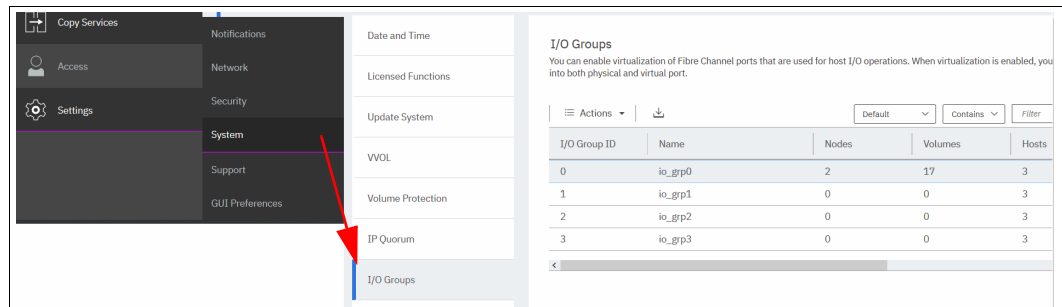 Copy Services
Access
Settings
Notifications
Network
Security
System
Support
GUI Preferences
Date and Time
Licensed Functions
Update System
VVOL
Volume Protection
IP Quorum
I/O Groups
I/O Groups
You can enable virtualization of Fibre Channel ports that are used for host I/O operations. When virtualization is enabled, you
into both physical and virtual port.
Actions
Default
Contains
Filter
I/O Group ID Name Nodes Volumes Hosts
0 io_grp0 2 17 3
1 io_grp1 0 0 3
2 io_grp2 0 0 3
3 io_grp3 0 0 3